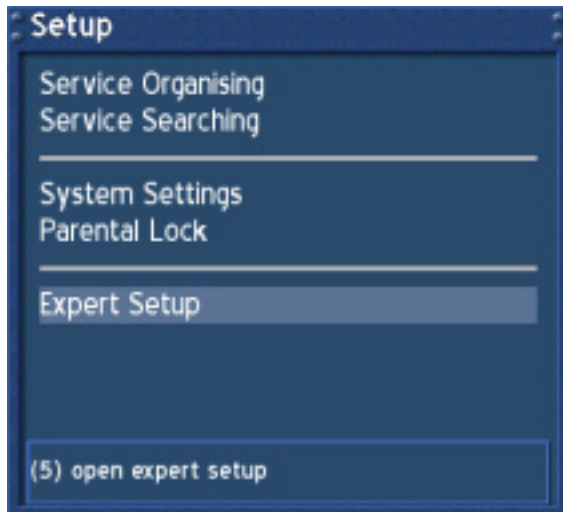 Setup
Service Organising
Service Searching
System Settings
Parental Lock
Expert Setup
(5) open expert setup